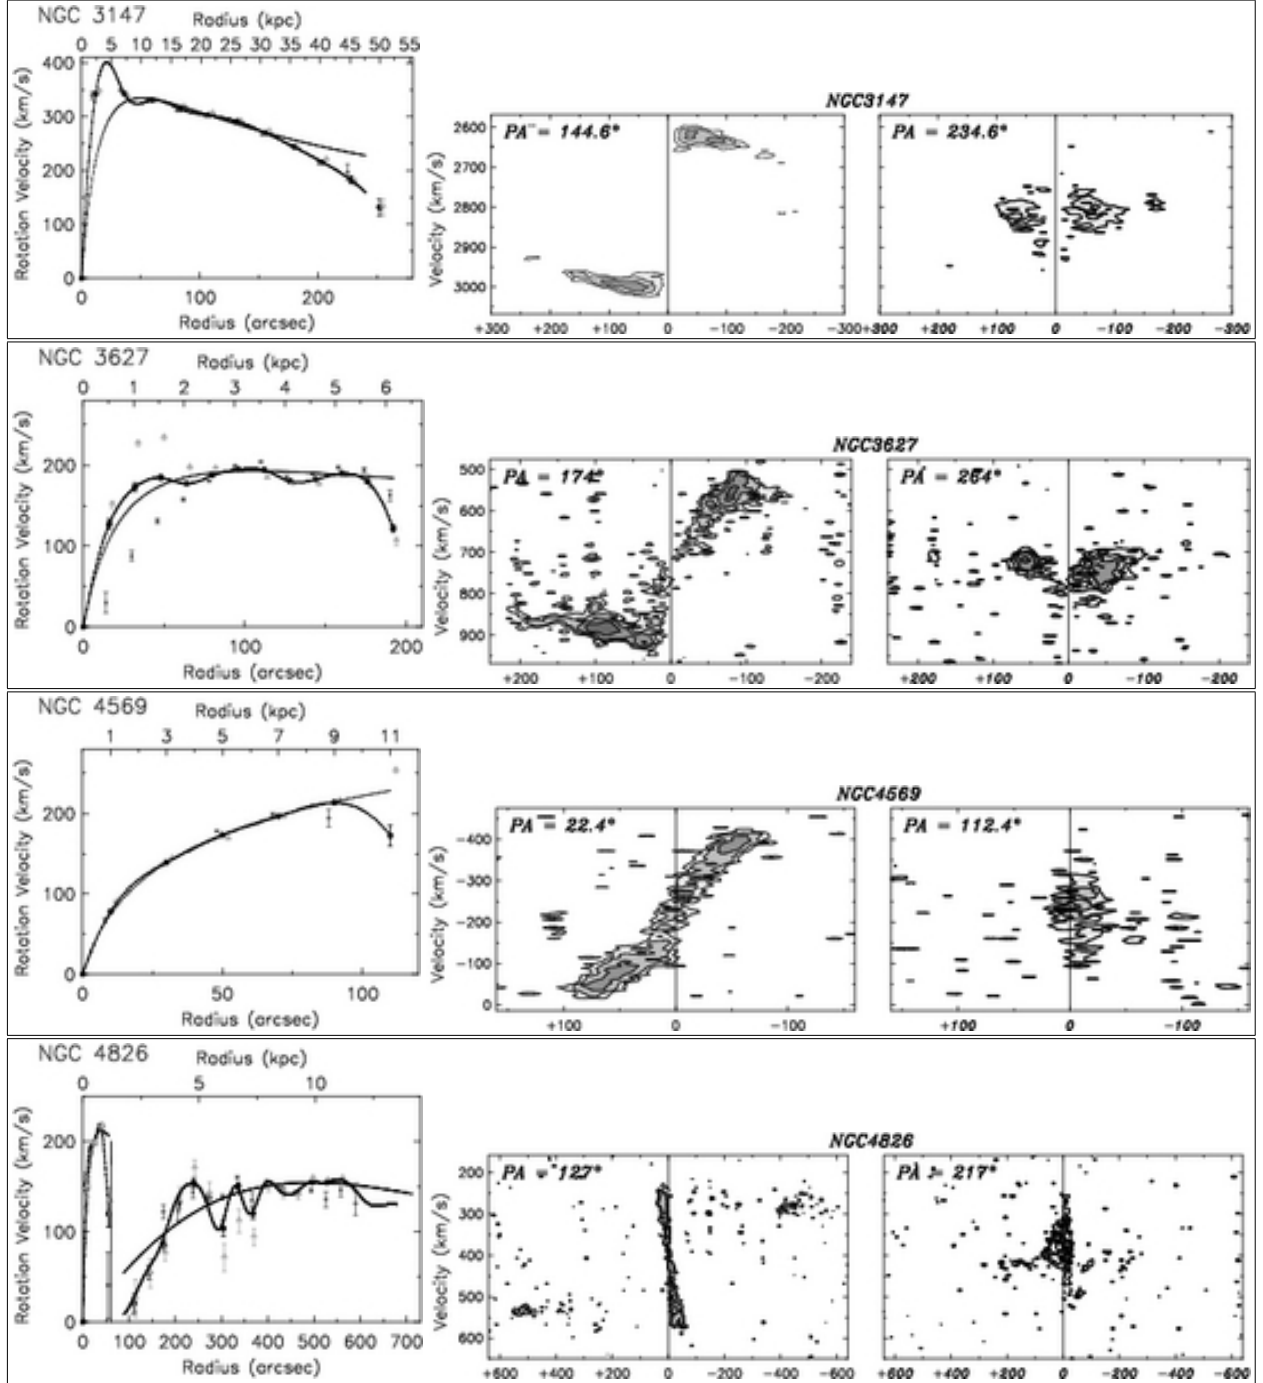 NGC 3147
Radius (kpc)
0 5 10 15 20 25 30 35 40 45 50 55
Rotation Velocity (km/s)
400
300
200
100
0
0 100 200
Radius (arcsec)
NGC3147
Velocity (km/s)
2600
2700
2800
2900
3000
PA = 144.6°
+300 +200 +100 0 -100 -200 -300
PA = 234.6°
+300 +200 +100 0 -100 -200 -300
NGC 3627
Radius (kpc)
0 1 2 3 4 5 6
Rotation Velocity (km/s)
200
100
0
0 100 200
Radius (arcsec)
NGC3627
Velocity (km/s)
500
600
700
800
900
PA = 174°
+200 +100 0 -100 -200
PA = 264°
+200 +100 0 -100 -200
NGC 4569
Radius (kpc)
1 3 5 7 9 11
Rotation Velocity (km/s)
200
100
0
0 50 100
Radius (arcsec)
NGC4569
Velocity (km/s)
-400
-300
-200
-100
0
PA = 22.4°
+100 0 -100
PA = 112.4°
+100 0 -100
NGC 4826
Radius (kpc)
0 5 10
Rotation Velocity (km/s)
200
100
0
0 100 200 300 400 500 600 700
Radius (arcsec)
NGC4826
Velocity (km/s)
200
300
400
500
600
PA = 127°
+600 +400 +200 0 -200 -400 -600
PA = 217°
+600 +400 +200 0 -200 -400 -600